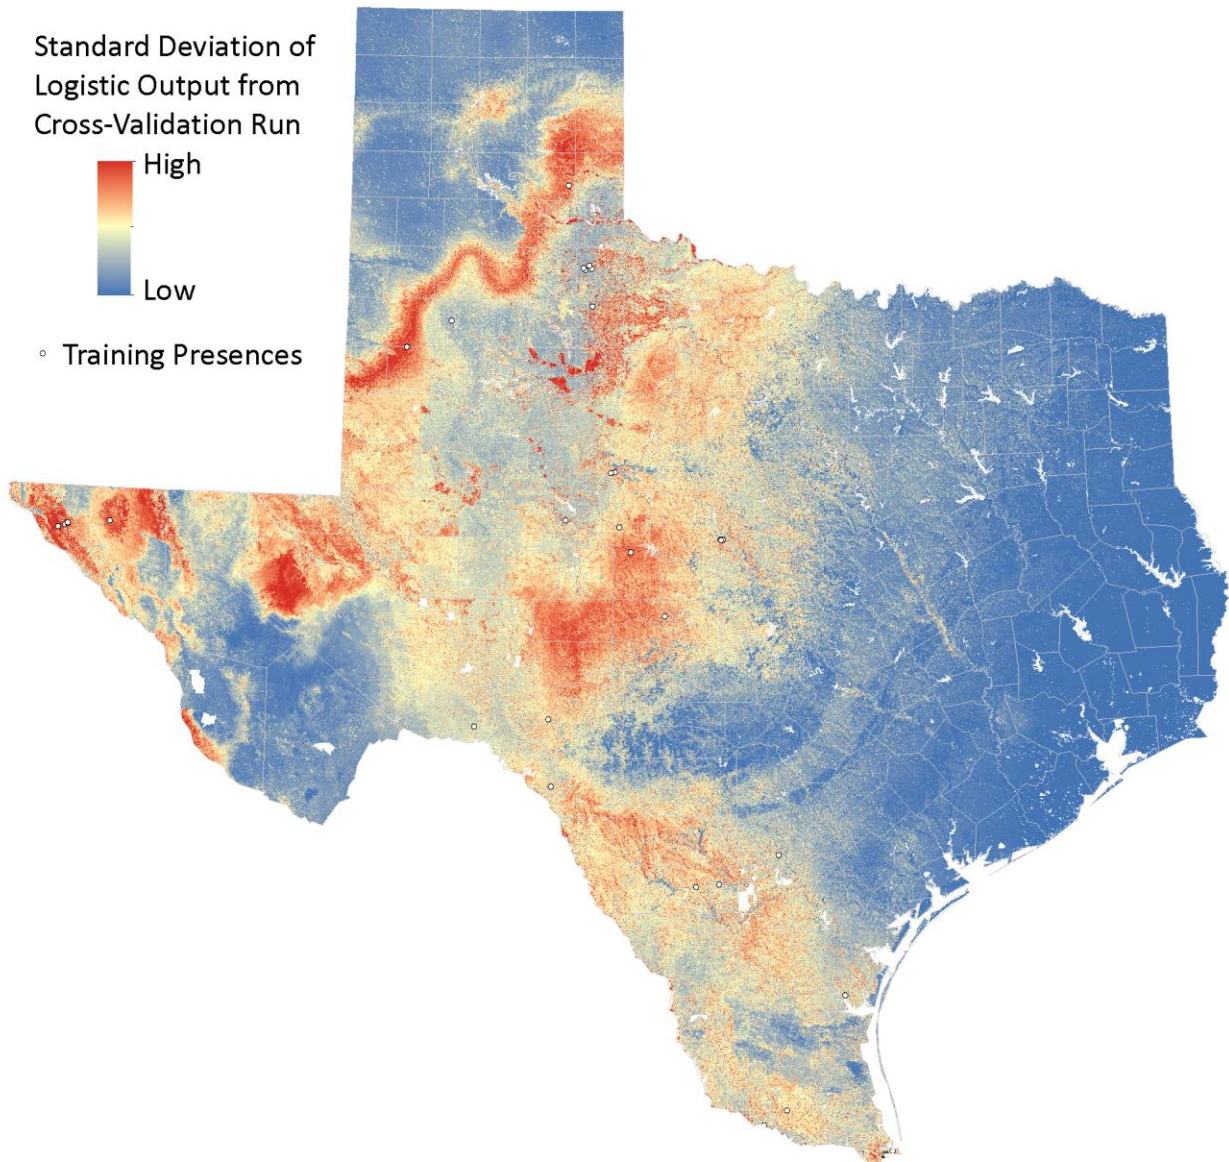 Standard Deviation of
Logistic Output from
Cross-Validation Run
High
Low
Training Presences